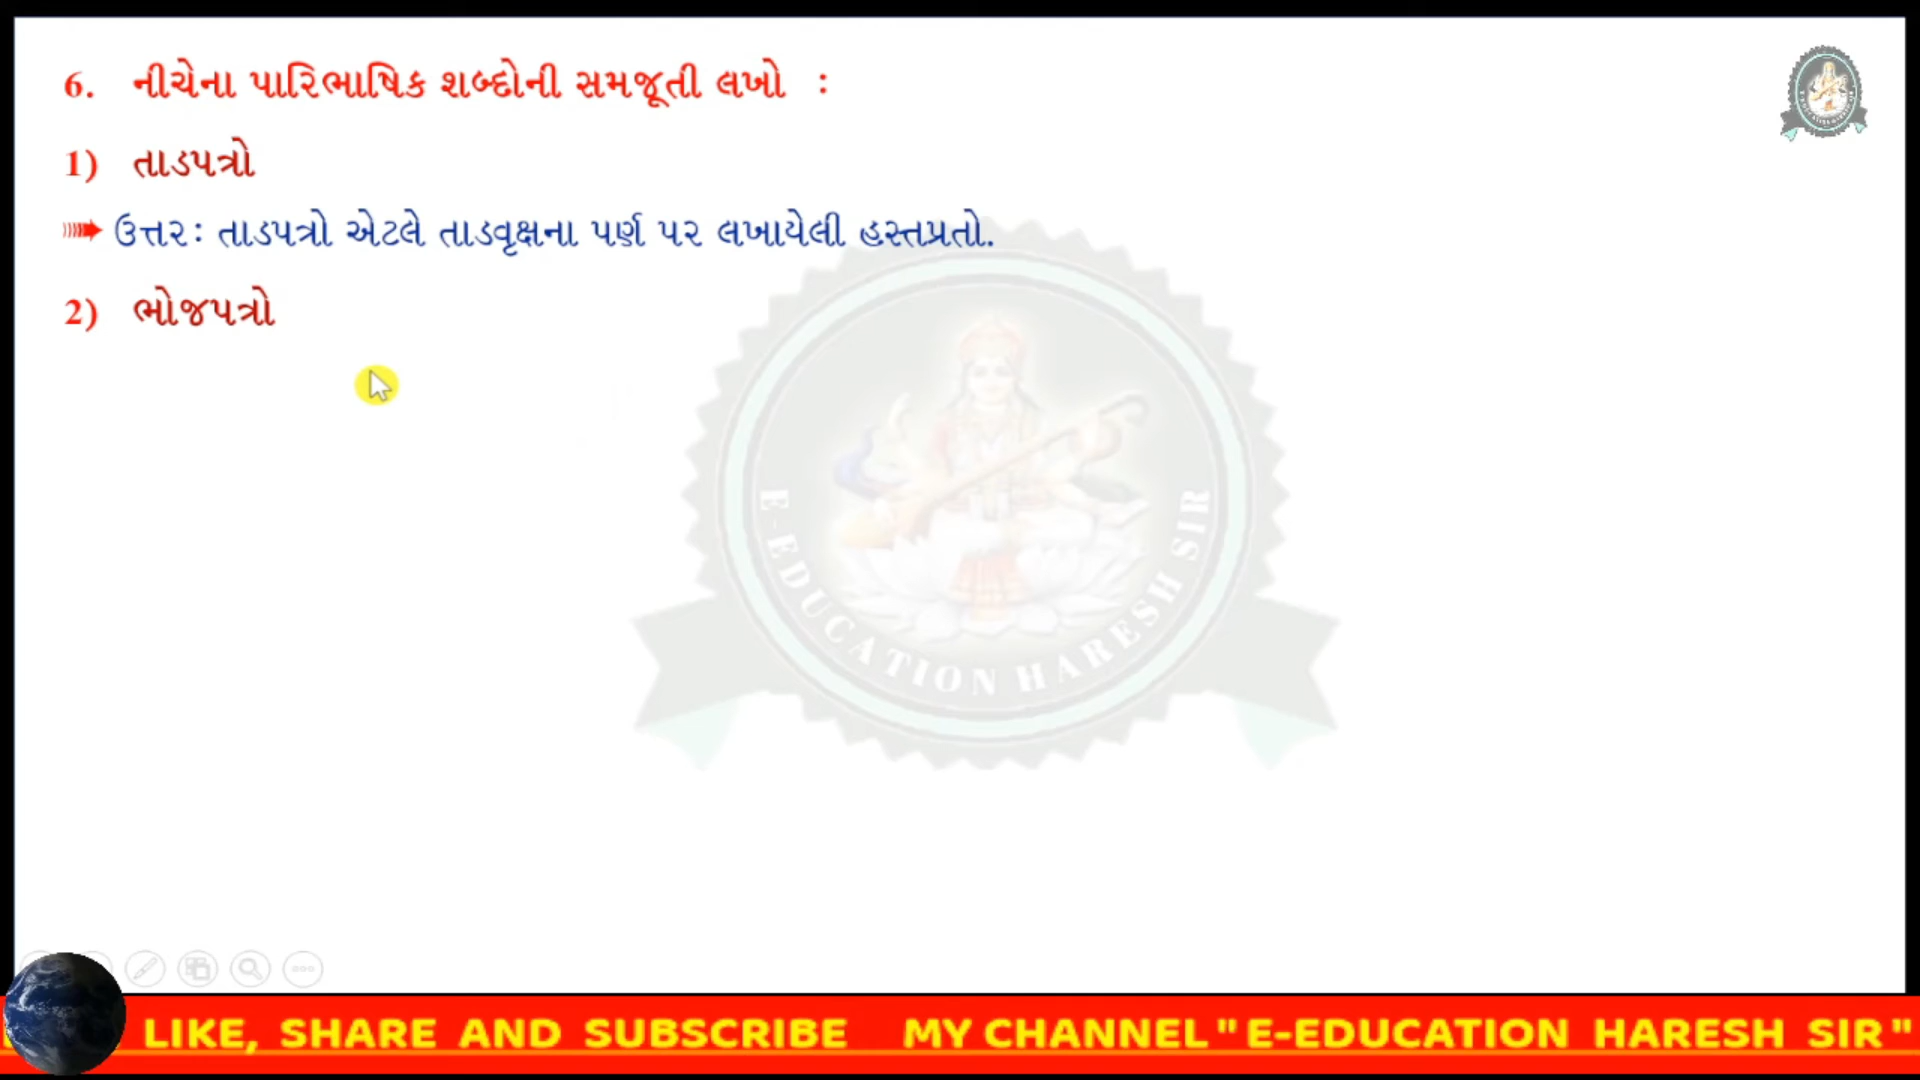 6. નીચેના પારિભાષિક શબ્દોની સમજૂતી લખો :
1) તાડપત્રો
ઉત્તર: તાડપત્રો એટલે તાડવૃક્ષના પર્ણ પર લખાયેલી હસ્તપ્રતો.
2) ભોજપત્રો
E-EDUCATION HARESH SIR
LIKE, SHARE AND SUBSCRIBE MY CHANNEL "E-EDUCATION HARESH SIR"